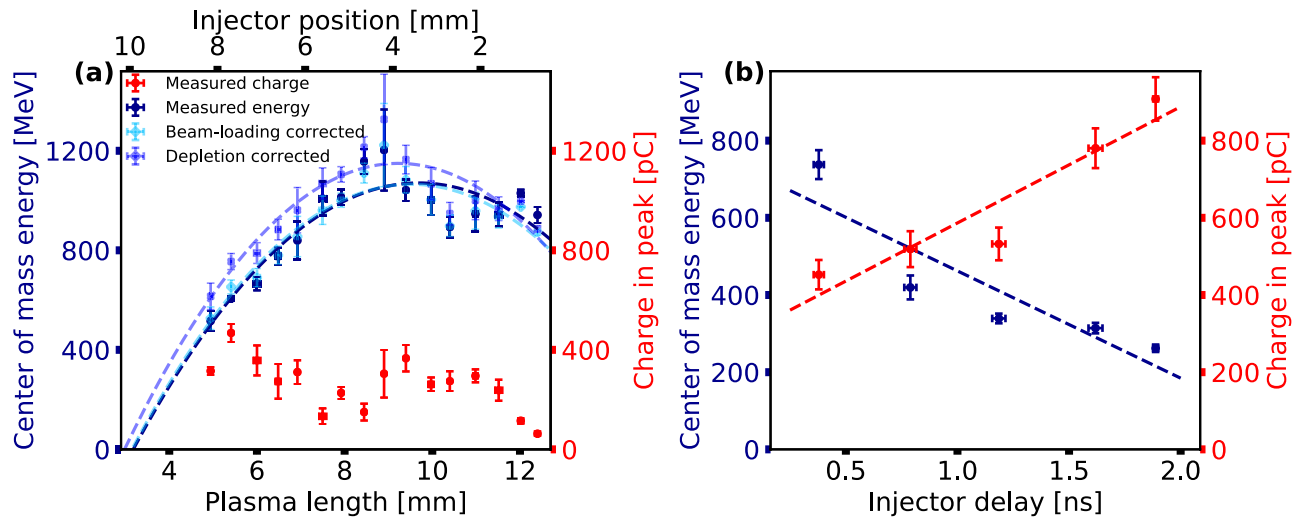 Injector position [mm]
10 8 6 4 2
(a)
Measured charge
Measured energy
Beam-loading corrected
Depletion corrected
Center of mass energy [MeV]
1200
800
400
0
1200
800
400
0
Charge in peak [pC]
4 6 8 10 12
Plasma length [mm]
(b)
Center of mass energy [MeV]
800
600
400
200
0
800
600
400
200
0
Charge in peak [pC]
0.5 1.0 1.5 2.0
Injector delay [ns]